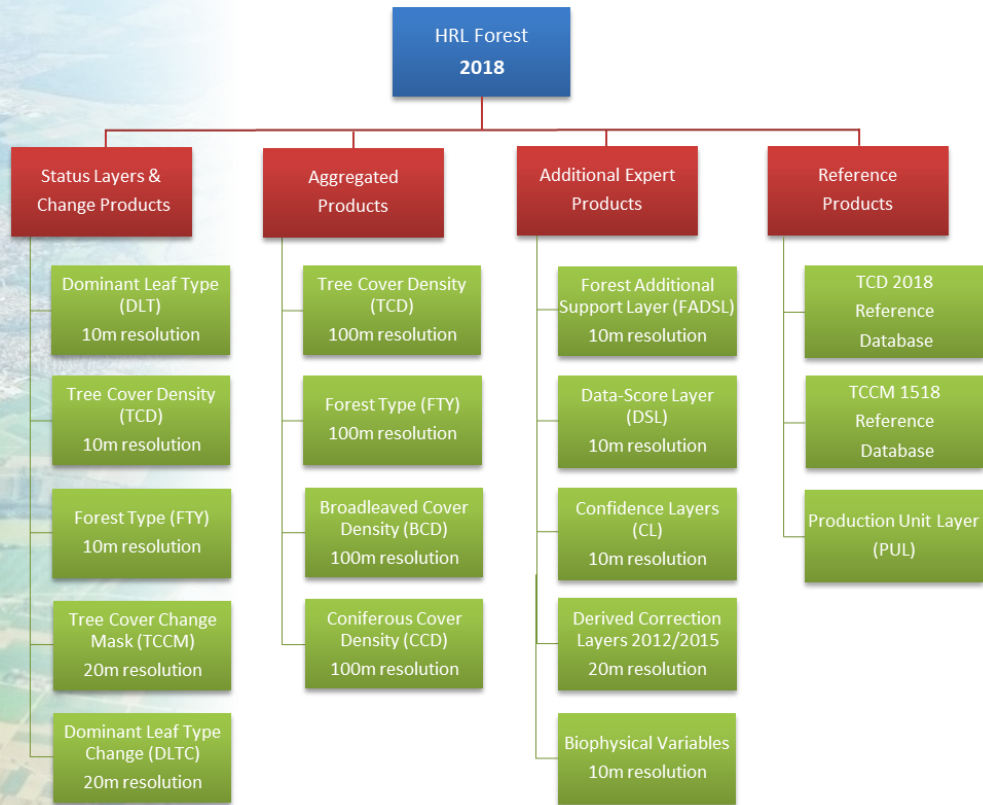 HRL Forest
2018
Status Layers &
Change Products
Dominant Leaf Type
(DLT)
10m resolution
Tree Cover Density
(TCD)
10m resolution
Forest Type (FTY)
10m resolution
Tree Cover Change
Mask (TCCM)
20m resolution
Dominant Leaf Type
Change (DLTC)
20m resolution
Aggregated
Products
Tree Cover Density
(TCD)
100m resolution
Forest Type (FTY)
100m resolution
Broadleaved Cover
Density (BCD)
100m resolution
Coniferous Cover
Density (CCD)
100m resolution
Additional Expert
Products
Forest Additional
Support Layer (FADSL)
10m resolution
Data-Score Layer
(DSL)
10m resolution
Confidence Layers
(CL)
10m resolution
Derived Correction
Layers 2012/2015
20m resolution
Biophysical Variables
10m resolution
Reference
Products
TCD 2018
Reference
Database
TCCM 1518
Reference
Database
Production Unit Layer
(PUL)